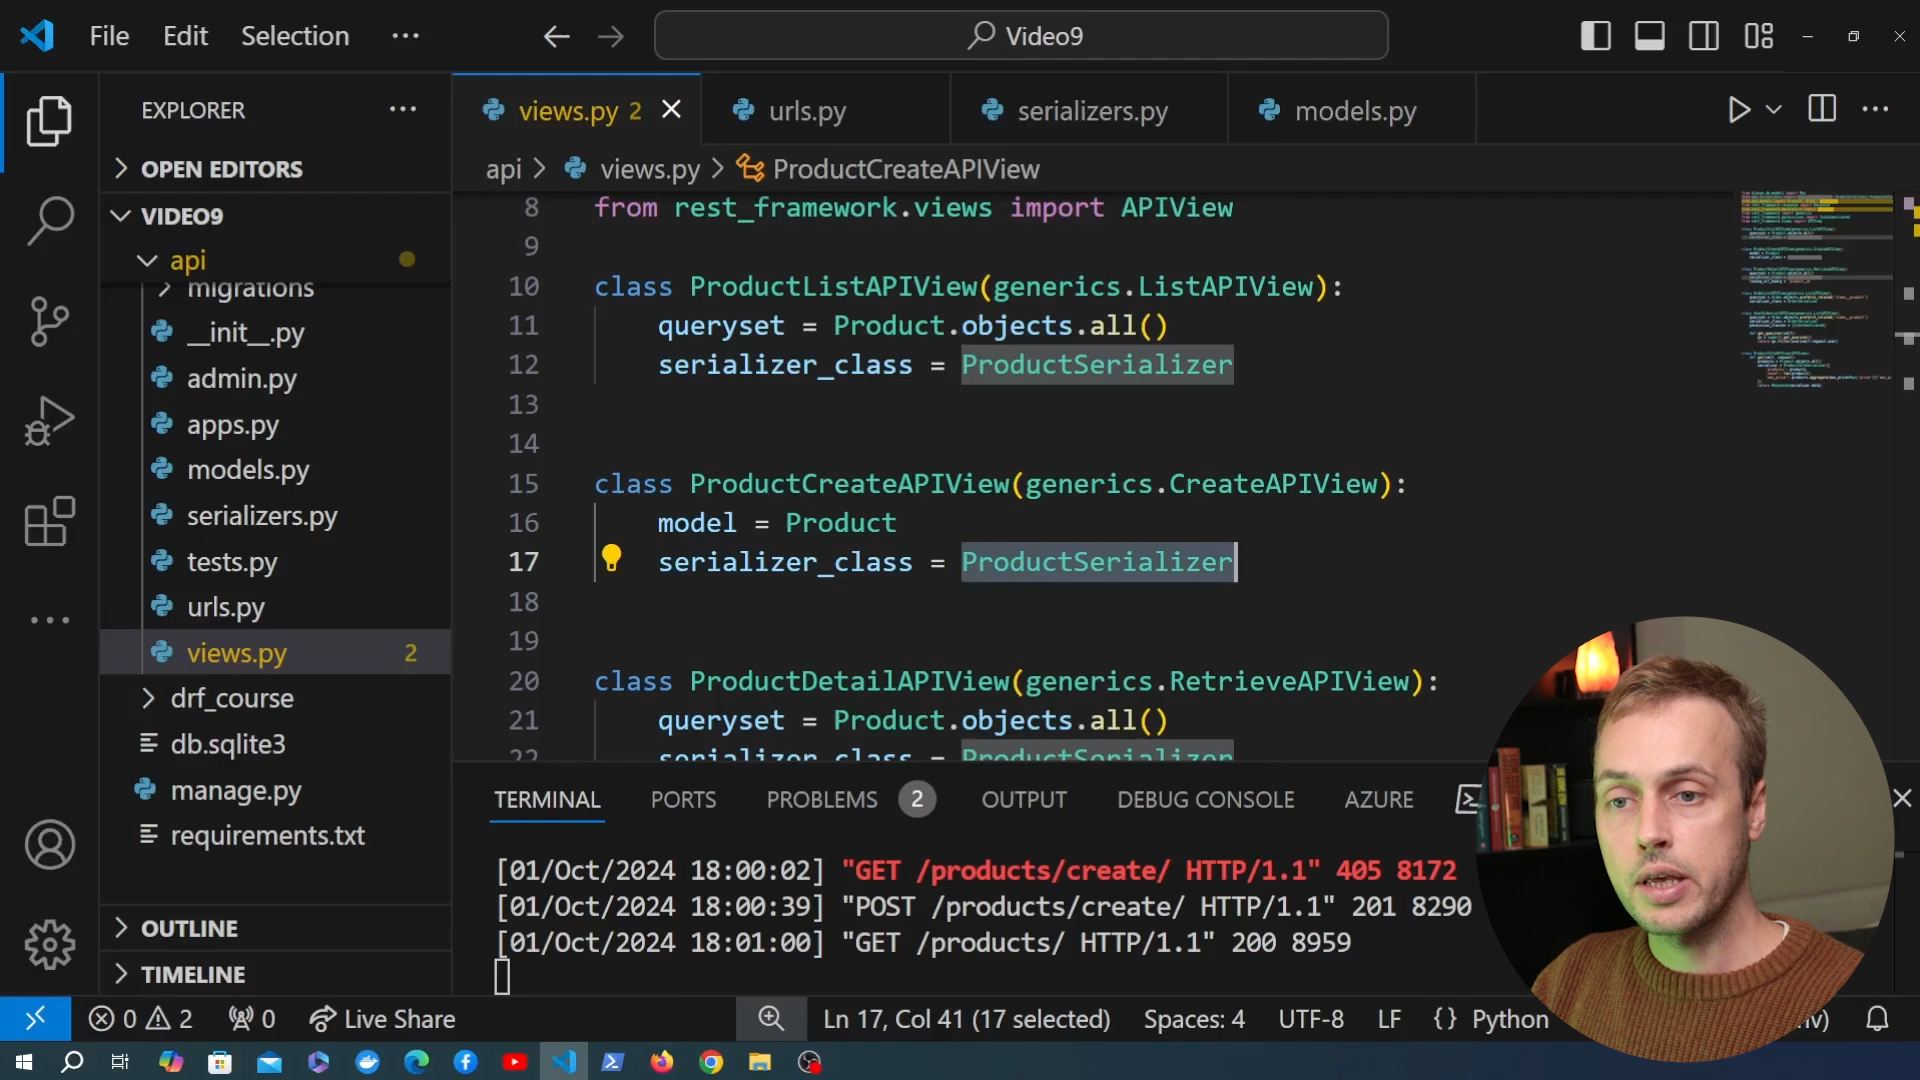 File Edit Selection ...
Video9
EXPLORER
OPEN EDITORS
VIDEO9
api
migrations
__init__.py
admin.py
apps.py
models.py
serializers.py
tests.py
urls.py
views.py 2
drf_course
db.sqlite3
manage.py
requirements.txt
OUTLINE
TIMELINE
views.py 2 urls.py serializers.py models.py
api > views.py > ProductCreateAPIView
8 from rest_framework.views import APIView
9
10 class ProductListAPIView(generics.ListAPIView):
11 queryset = Product.objects.all()
12 serializer_class = ProductSerializer
13
14
15 class ProductCreateAPIView(generics.CreateAPIView):
16 model = Product
17 serializer_class = ProductSerializer
18
19
20 class ProductDetailAPIView(generics.RetrieveAPIView):
21 queryset = Product.objects.all()
22 serializer_class = ProductSerializer
TERMINAL PORTS PROBLEMS 2 OUTPUT DEBUG CONSOLE AZURE
[01/Oct/2024 18:00:02] "GET /products/create/ HTTP/1.1" 405 8172
[01/Oct/2024 18:00:39] "POST /products/create/ HTTP/1.1" 201 8290
[01/Oct/2024 18:01:00] "GET /products/ HTTP/1.1" 200 8959
0 2 0 Live Share Ln 17, Col 41 (17 selected) Spaces: 4 UTF-8 LF {} Python